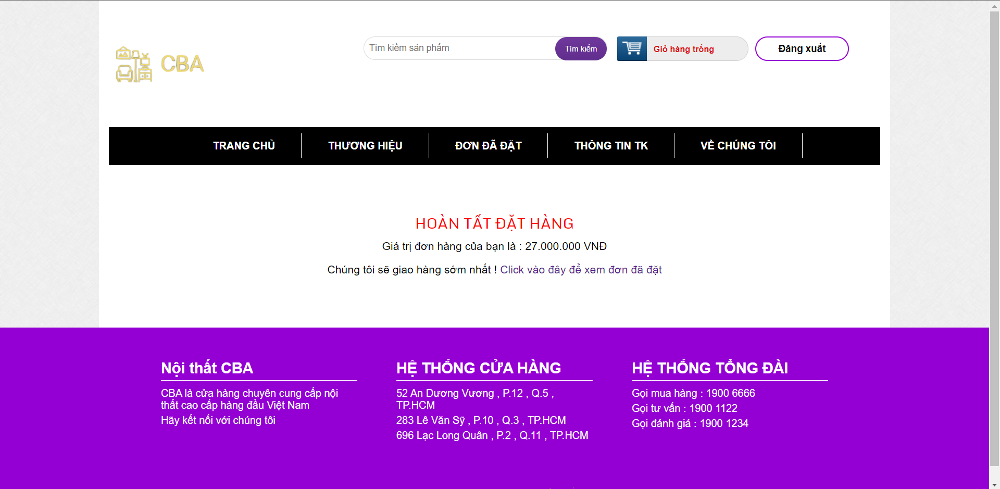 CBA
Tìm kiếm sản phẩm
Tìm kiếm
Giỏ hàng trống
Đăng xuất
TRANG CHỦ
THƯƠNG HIỆU
ĐƠN ĐÃ ĐẶT
THÔNG TIN TK
VỀ CHÚNG TÔI
HOÀN TẤT ĐẶT HÀNG
Giá trị đơn hàng của bạn là : 27.000.000 VNĐ
Chúng tôi sẽ giao hàng sớm nhất ! Click vào đây để xem đơn đã đặt
Nội thất CBA
CBA là cửa hàng chuyên cung cấp nội
thất cao cấp hàng đầu Việt Nam
Hãy kết nối với chúng tôi
HỆ THỐNG CỬA HÀNG
52 An Dương Vương , P.12 , Q.5 ,
TP.HCM
283 Lê Văn Sỹ , P.10 , Q.3 , TP.HCM
696 Lạc Long Quân , P.2 , Q.11 , TP.HCM
HỆ THỐNG TỔNG ĐÀI
Gọi mua hàng : 1900 6666
Gọi tư vấn : 1900 1122
Gọi đánh giá : 1900 1234